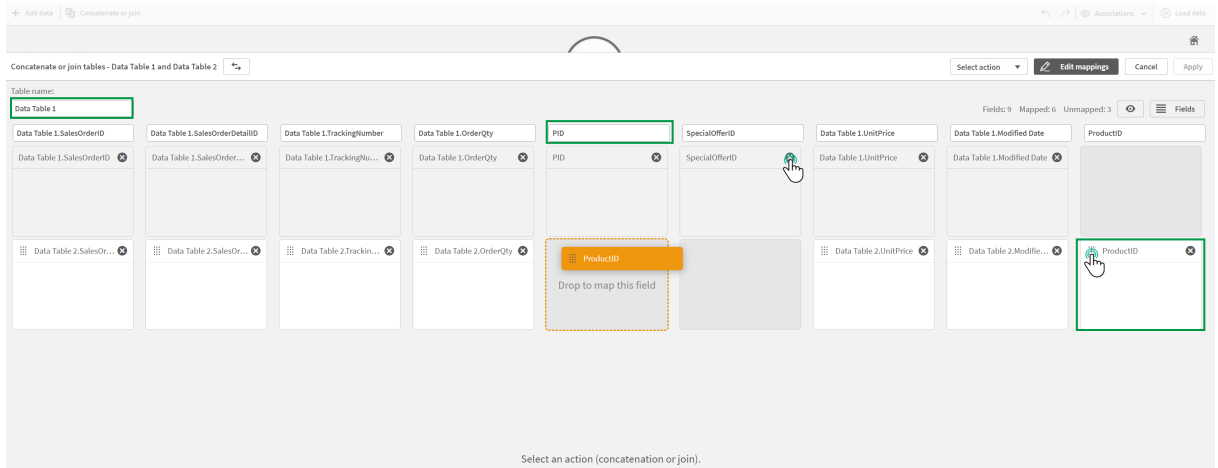 + Add data Concatenate or join Associations Load data
Concatenate or join tables - Data Table 1 and Data Table 2 Select action Edit mappings Cancel Apply
Table name:
Data Table 1 Fields: 9 Mapped: 6 Unmapped: 3 Fields
Data Table 1.SalesOrderID Data Table 1.SalesOrderDetailID Data Table 1.TrackingNumber Data Table 1.OrderQty PID SpecialOfferID Data Table 1.UnitPrice Data Table 1.Modified Date ProductID
Data Table 1.SalesOrderID Data Table 1.SalesOrder... Data Table 1.TrackingNu... Data Table 1.OrderQty PID SpecialOfferID Data Table 1.UnitPrice Data Table 1.Modified Date
Data Table 2.SalesOr... Data Table 2.SalesOr... Data Table 2.Trackin... Data Table 2.OrderQty ProductID Data Table 2.UnitPrice Data Table 2.Modifie... ProductID
Drop to map this field
Select an action (concatenation or join).